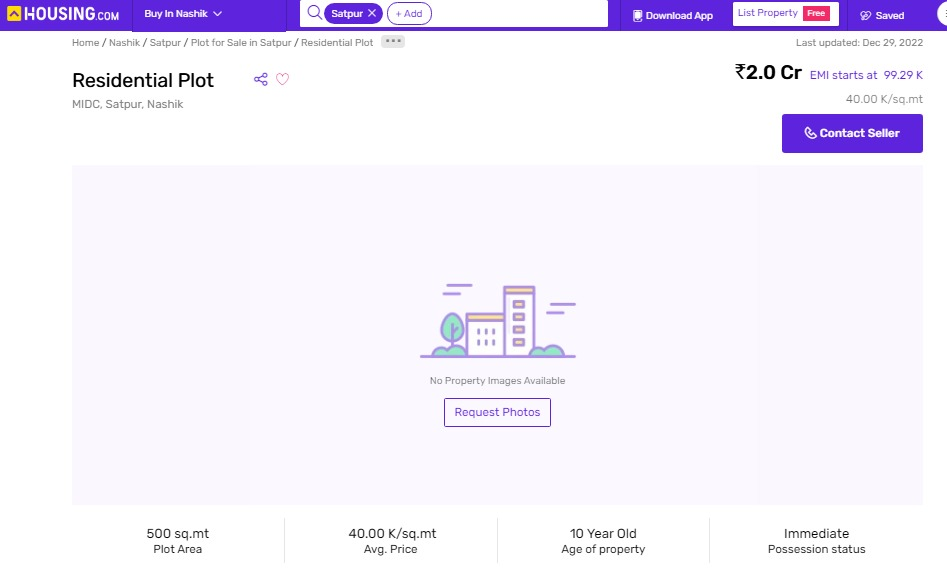 HOUSING.COM Buy In Nashik Satpur + Add Download App List Property Free Saved
Home / Nashik / Satpur / Plot for Sale in Satpur / Residential Plot Last updated: Dec 29, 2022
Residential Plot ₹2.0 Cr EMI starts at 99.29 K
MIDC, Satpur, Nashik 40.00 K/sq.mt
Contact Seller
No Property Images Available
Request Photos
500 sq.mt 40.00 K/sq.mt 10 Year Old Immediate
Plot Area Avg. Price Age of property Possession status